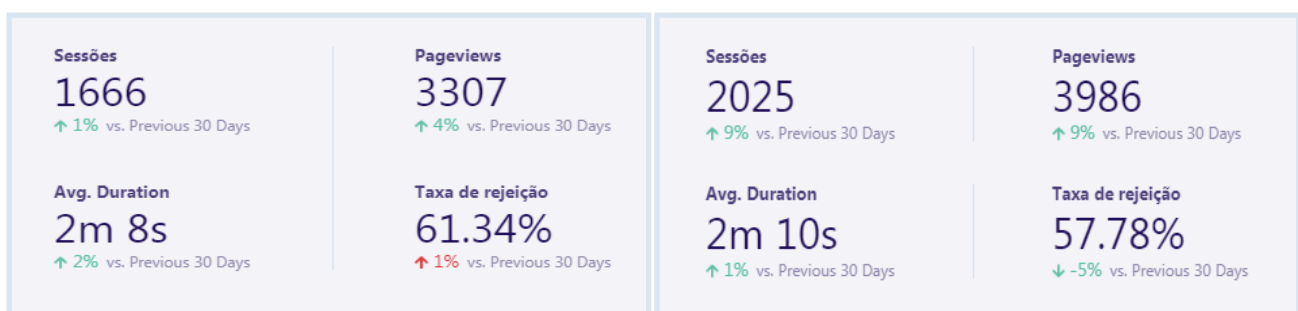 Sessões
1666
↑ 1% vs. Previous 30 Days
Pageviews
3307
↑ 4% vs. Previous 30 Days
Avg. Duration
2m 8s
↑ 2% vs. Previous 30 Days
Taxa de rejeição
61.34%
↑ 1% vs. Previous 30 Days
Sessões
2025
↑ 9% vs. Previous 30 Days
Pageviews
3986
↑ 9% vs. Previous 30 Days
Avg. Duration
2m 10s
↑ 1% vs. Previous 30 Days
Taxa de rejeição
57.78%
↓ -5% vs. Previous 30 Days